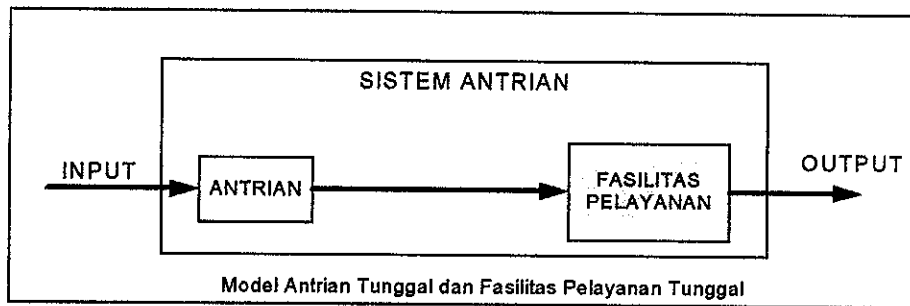 SISTEM ANTRIAN
INPUT
ANTRIAN
FASILITAS
PELAYANAN
OUTPUT
Model Antrian Tunggal dan Fasilitas Pelayanan Tunggal